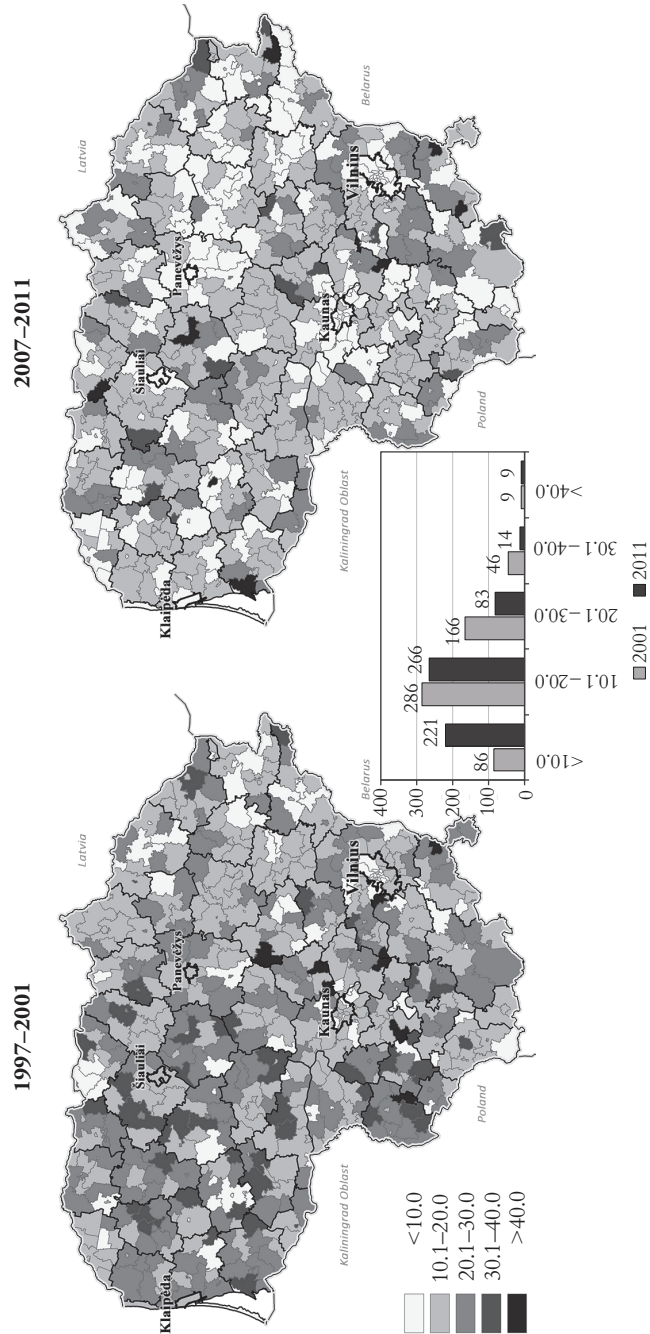 1997–2001
Latvia
Klaipėda
Šiauliai
Panevėžys
Kaunas
Vilnius
Kaliningrad Oblast
Poland
Belarus
<10.0
10.1–20.0
20.1–30.0
30.1–40.0
>40.0
2007–2011
Latvia
Klaipėda
Šiauliai
Panevėžys
Kaunas
Vilnius
Kaliningrad Oblast
Poland
Belarus
400
300
200
100
0
86
221
286
266
166
83
46
14
9
9
<10.0
10.1–20.0
20.1–30.0
30.1–40.0
>40.0
2001
2011